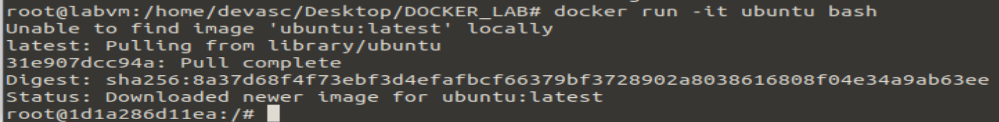 root@labvm:/home/devasc/Desktop/DOCKER_LAB# docker run -it ubuntu bash
Unable to find image 'ubuntu:latest' locally
latest: Pulling from library/ubuntu
31e907dcc94a: Pull complete
Digest: sha256:8a37d68f4f73ebf3d4efafbcf66379bf3728902a8038616808f04e34a9ab63ee
Status: Downloaded newer image for ubuntu:latest
root@1d1a286d11ea:/#